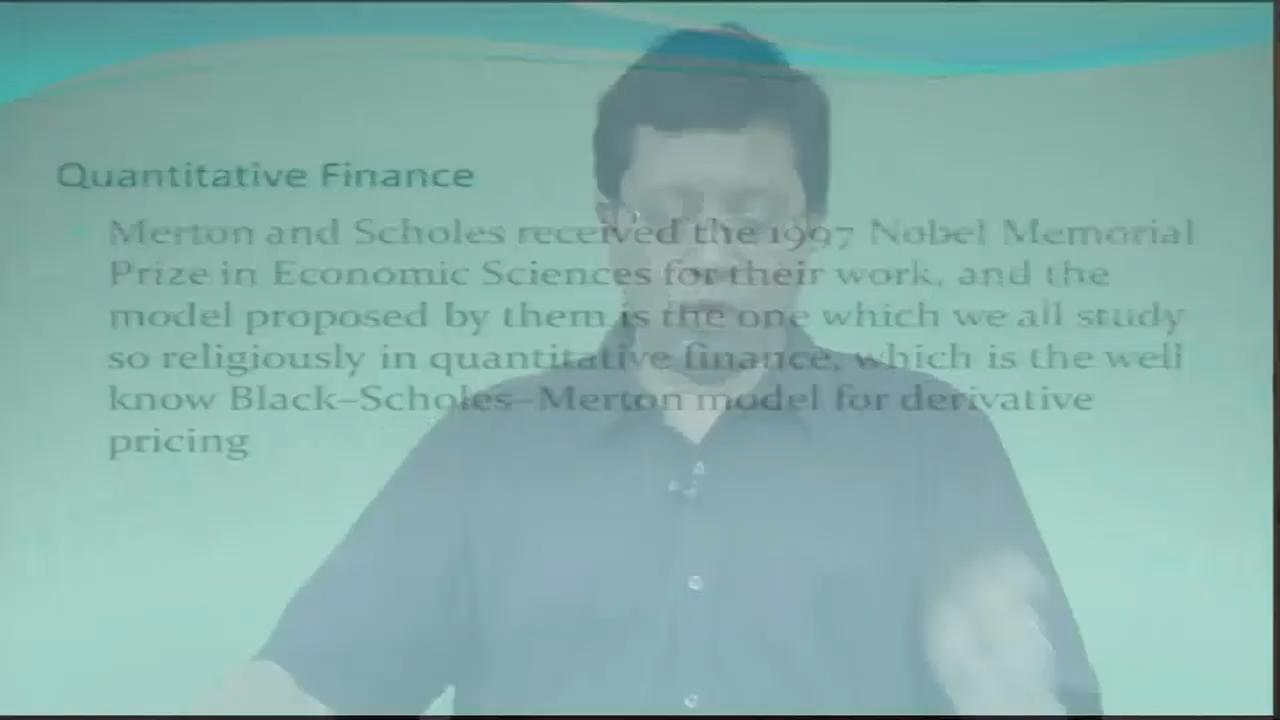 Quantitative Finance
Merton and Scholes received the 1997 Nobel Memorial
Prize in Economic Sciences for their work, and the
model proposed by them is the one which we all study
so religiously in quantitative finance, which is the well
know Black–Scholes–Merton model for derivative
pricing